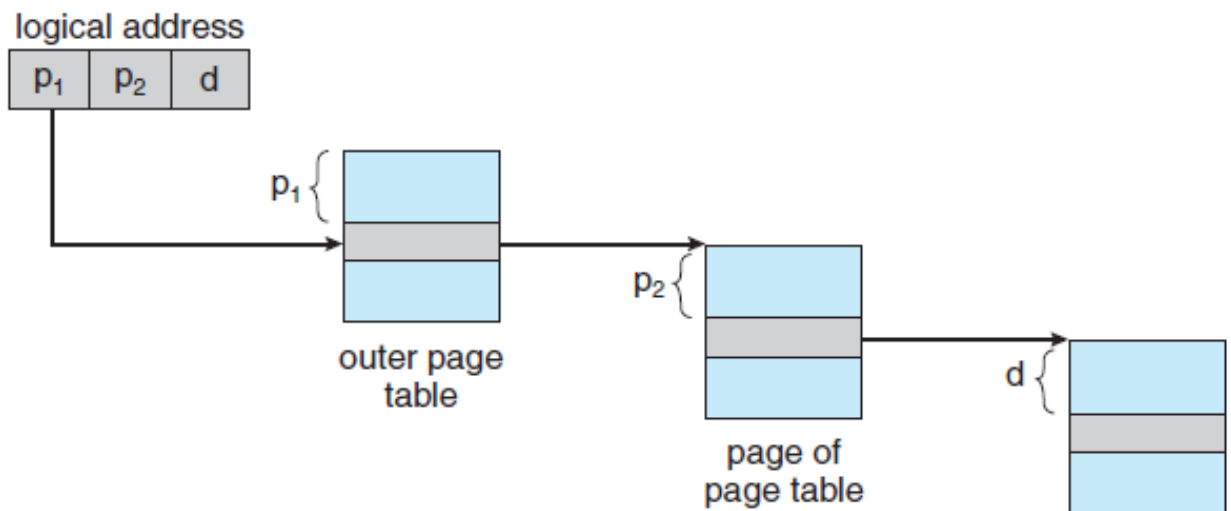 logical address
p₁ p₂ d
p₁
outer page
table
p₂
page of
page table
d